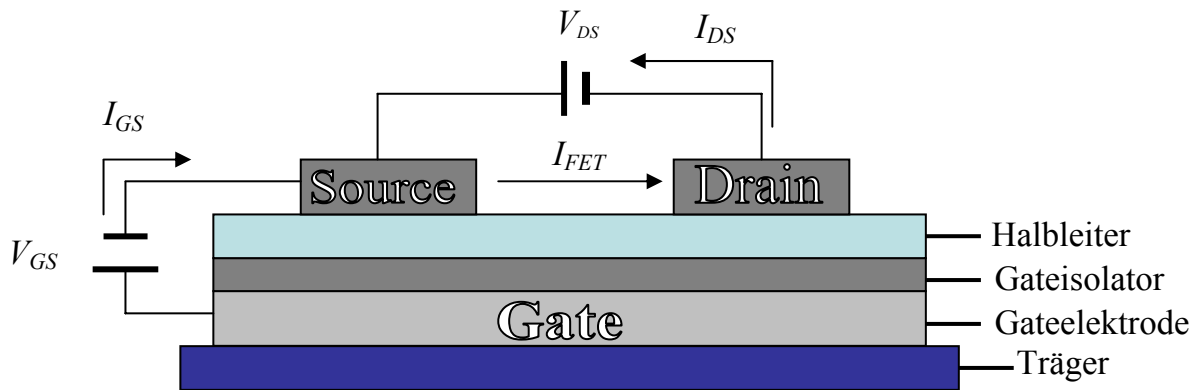 V_DS
I_DS
I_GS
I_FET
Source
Drain
V_GS
Halbleiter
Gateisolator
Gate
Gateelektrode
Träger